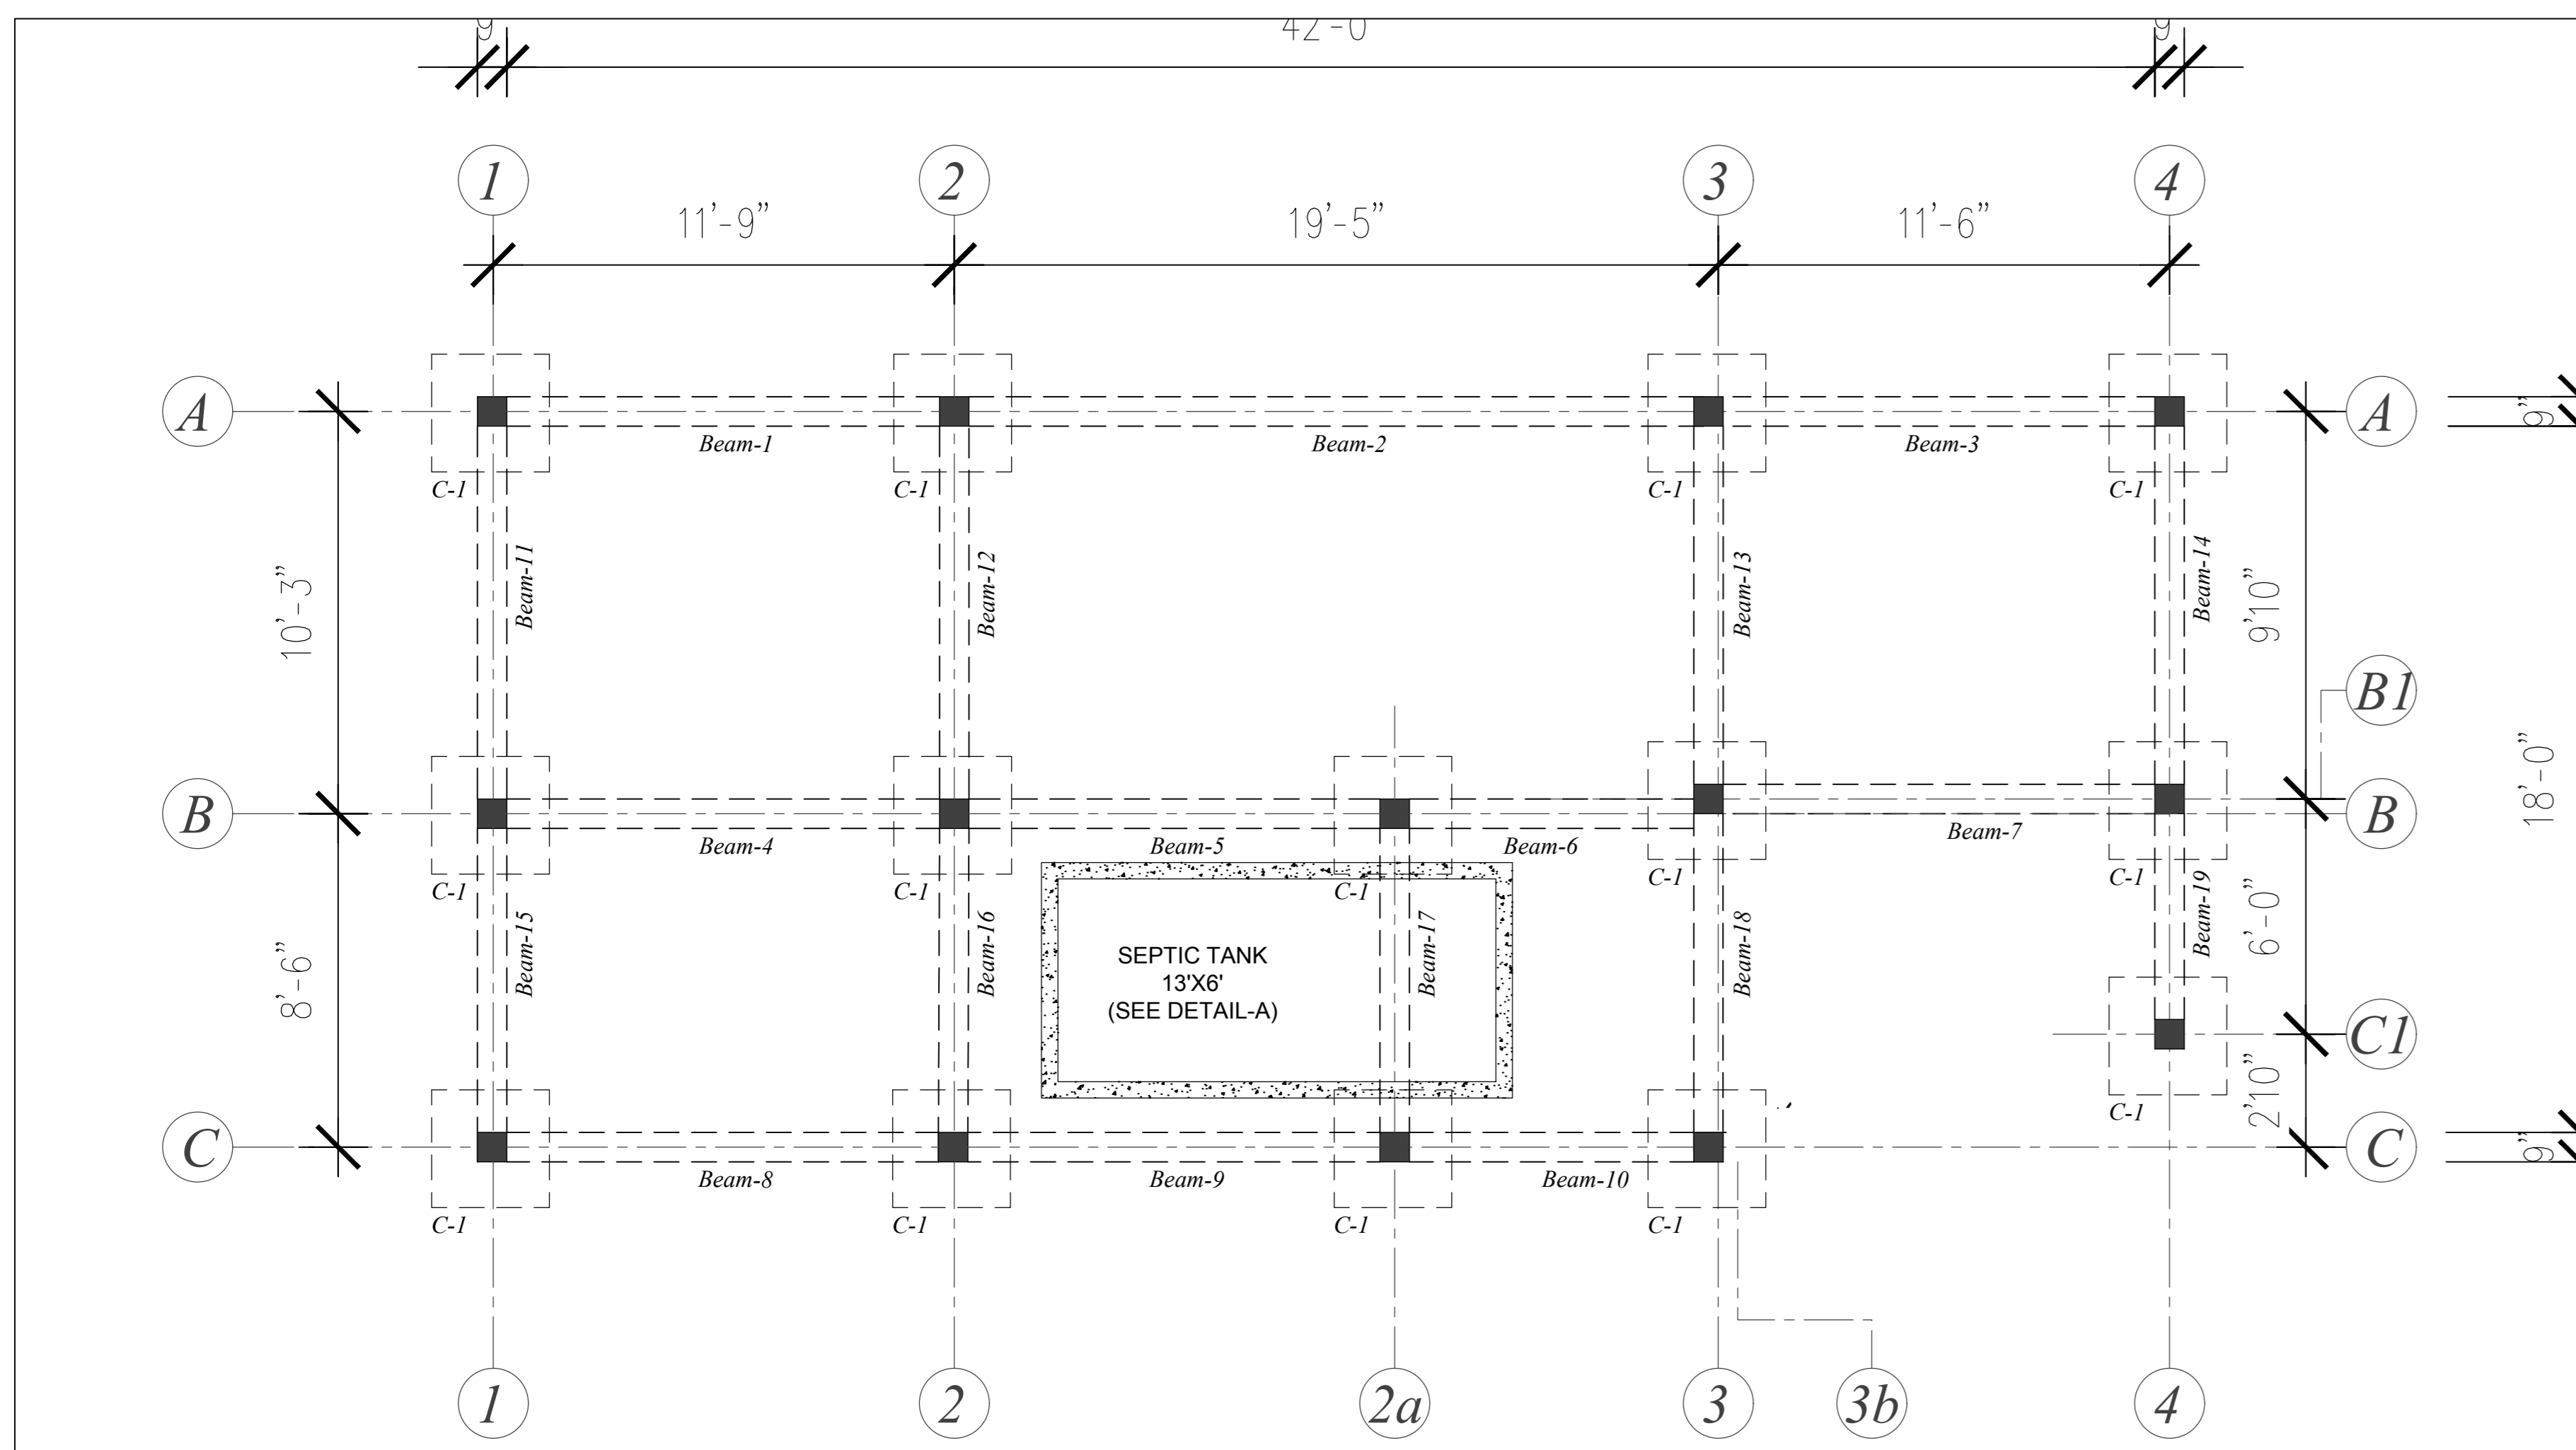 9
42'-0
9
1
2
3
4
11'-9"
19'-5"
11'-6"
A
A
9"
Beam-1
Beam-2
Beam-3
C-1
C-1
C-1
C-1
10'-3"
Beam-11
Beam-12
Beam-13
Beam-14
9'10"
B1
18'-0"
B
B
Beam-4
Beam-5
Beam-6
Beam-7
C-1
C-1
C-1
C-1
C-1
8'-6"
Beam-15
Beam-16
SEPTIC TANK
13'X6'
(SEE DETAIL-A)
Beam-17
Beam-18
Beam-19
6'-0"
C1
C-1
2'10"
C
C
9"
Beam-8
Beam-9
Beam-10
C-1
C-1
C-1
C-1
1
2
2a
3
3b
4